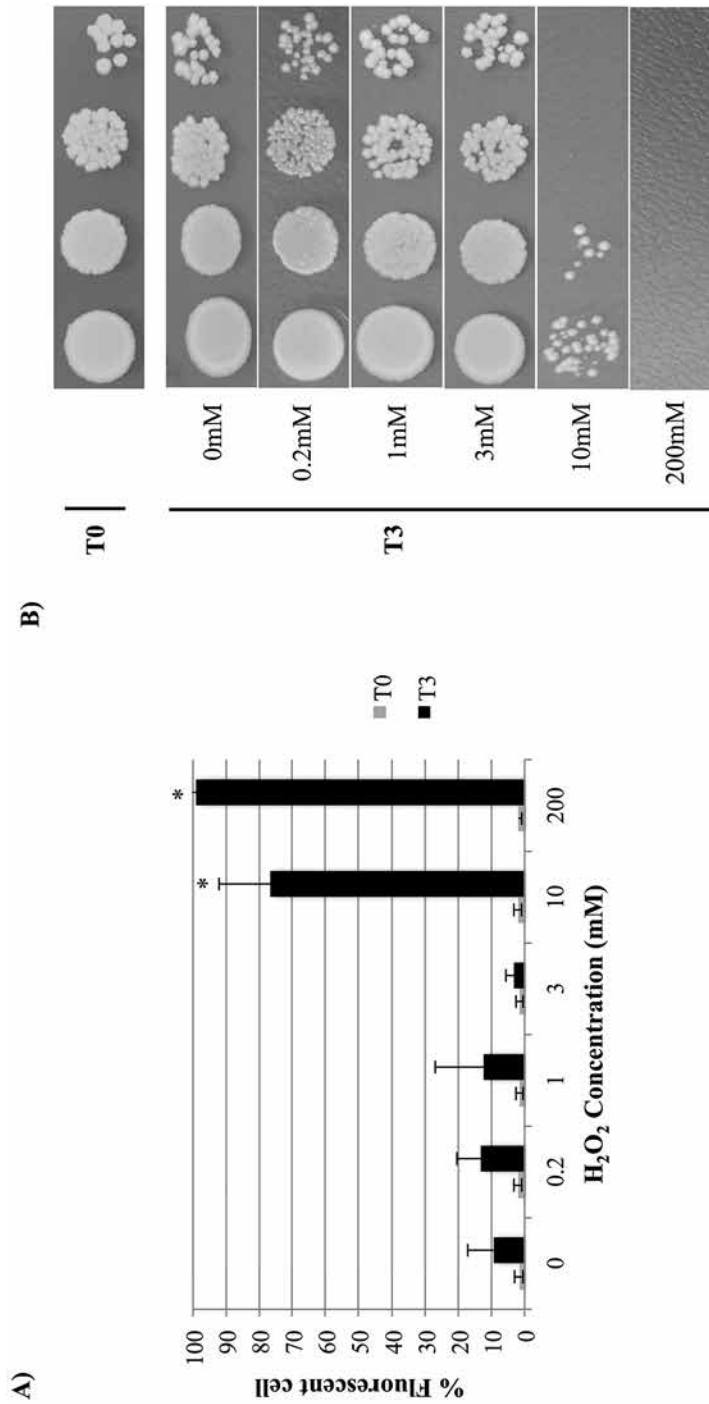 A)
% Fluorescent cell
100
90
80
70
60
50
40
30
20
10
0
*
*
0
0.2
1
3
10
200
H₂O₂ Concentration (mM)
T0
T3
B)
T0
T3
0mM
0.2mM
1mM
3mM
10mM
200mM